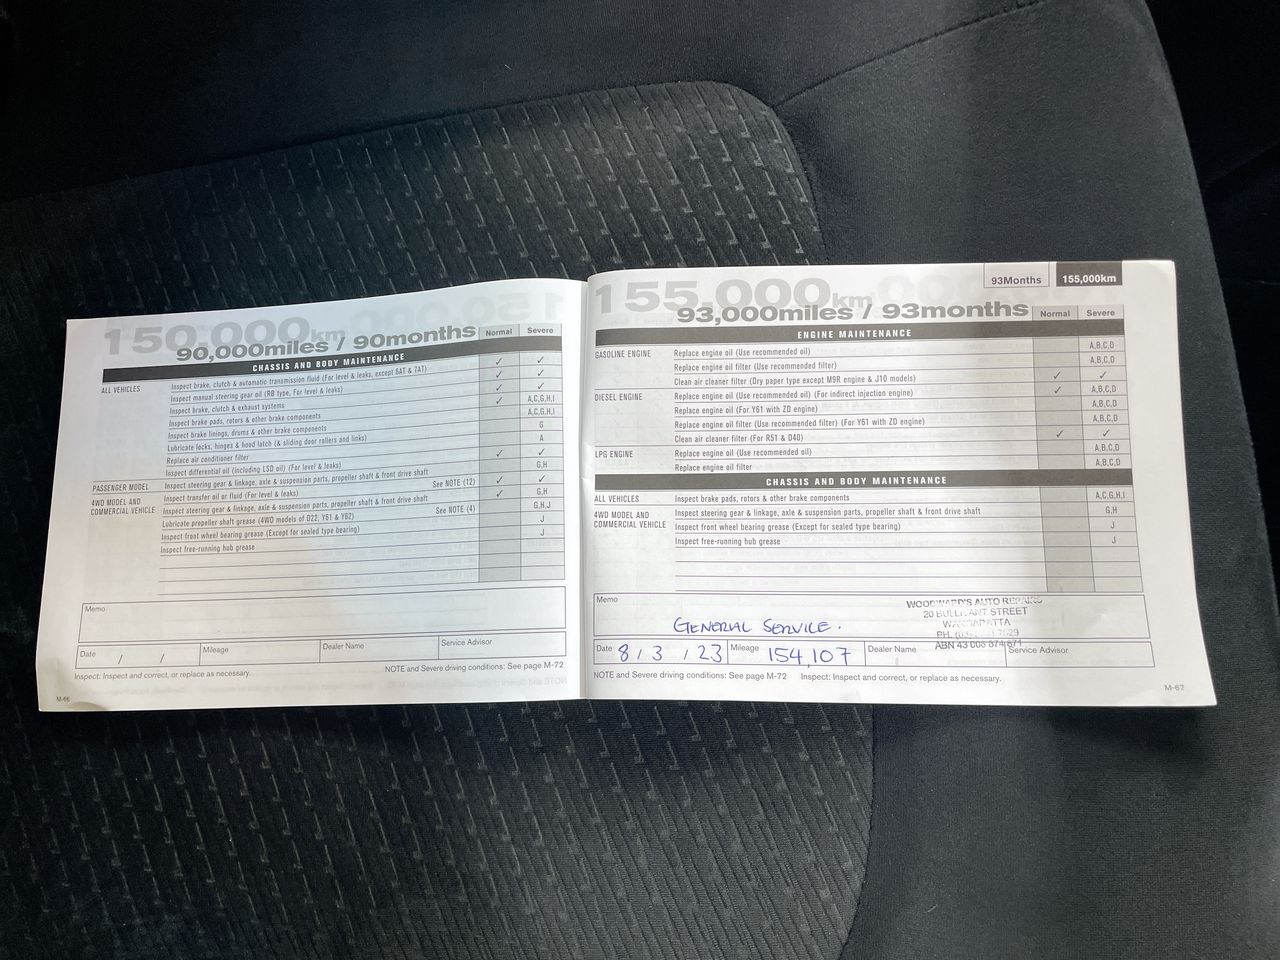 150,000km
90,000miles / 90months
Normal Severe
CHASSIS AND BODY MAINTENANCE
ALL VEHICLES
Inspect brake, clutch & automatic transmission fluid (For level & leaks, except 6AT & 7AT) ✓ ✓
Inspect manual steering gear oil (RB type, For level & leaks) ✓ ✓
Inspect brake, clutch & exhaust systems ✓ ✓
Inspect brake pads, rotors & other brake components ✓ A,C,G,H,I
Inspect brake linings, drums & other brake components A,C,G,H,I
Lubricate locks, hinges & hood latch (& sliding door rollers and links) G
Replace air conditioner filter A
Inspect differential oil (including LSD oil) (For level & leaks) ✓ ✓
PASSENGER MODEL Inspect steering gear & linkage, axle & suspension parts, propeller shaft & front drive shaft G,H
4WD MODEL AND COMMERCIAL VEHICLE
Inspect transfer oil or fluid (For level & leaks) See NOTE (12) ✓ ✓
Inspect steering gear & linkage, axle & suspension parts, propeller shaft & front drive shaft ✓ G,H
Lubricate propeller shaft grease (4WD models of D22, Y61 & Y62) See NOTE (4) G,H,J
Inspect front wheel bearing grease (Except for sealed type bearing) J
Inspect free-running hub grease J
Memo
Date / / Mileage Dealer Name Service Advisor
NOTE and Severe driving conditions: See page M-72
Inspect: Inspect and correct, or replace as necessary.
M-66
93Months 155,000km
155,000km
93,000miles / 93months
Normal Severe
ENGINE MAINTENANCE
GASOLINE ENGINE Replace engine oil (Use recommended oil) A,B,C,D
Replace engine oil filter (Use recommended filter) A,B,C,D
Clean air cleaner filter (Dry paper type except M9R engine & J10 models) ✓ ✓
DIESEL ENGINE Replace engine oil (Use recommended oil) (For indirect injection engine) ✓ A,B,C,D
Replace engine oil (For Y61 with ZD engine) A,B,C,D
Replace engine oil filter (Use recommended filter) (For Y61 with ZD engine) A,B,C,D
Clean air cleaner filter (For R51 & D40) ✓ ✓
LPG ENGINE Replace engine oil (Use recommended oil) A,B,C,D
Replace engine oil filter A,B,C,D
CHASSIS AND BODY MAINTENANCE
ALL VEHICLES Inspect brake pads, rotors & other brake components A,C,G,H,I
4WD MODEL AND COMMERCIAL VEHICLE
Inspect steering gear & linkage, axle & suspension parts, propeller shaft & front drive shaft G,H
Inspect front wheel bearing grease (Except for sealed type bearing) J
Inspect free-running hub grease J
Memo
GENERAL SERVICE.
WOODWARD'S AUTO REPAIRS
20 STREET
PH.
ABN 43 008 674 671
Date 8 / 3 / 23 Mileage 154,107 Dealer Name Service Advisor
NOTE and Severe driving conditions: See page M-72 Inspect: Inspect and correct, or replace as necessary.
M-67